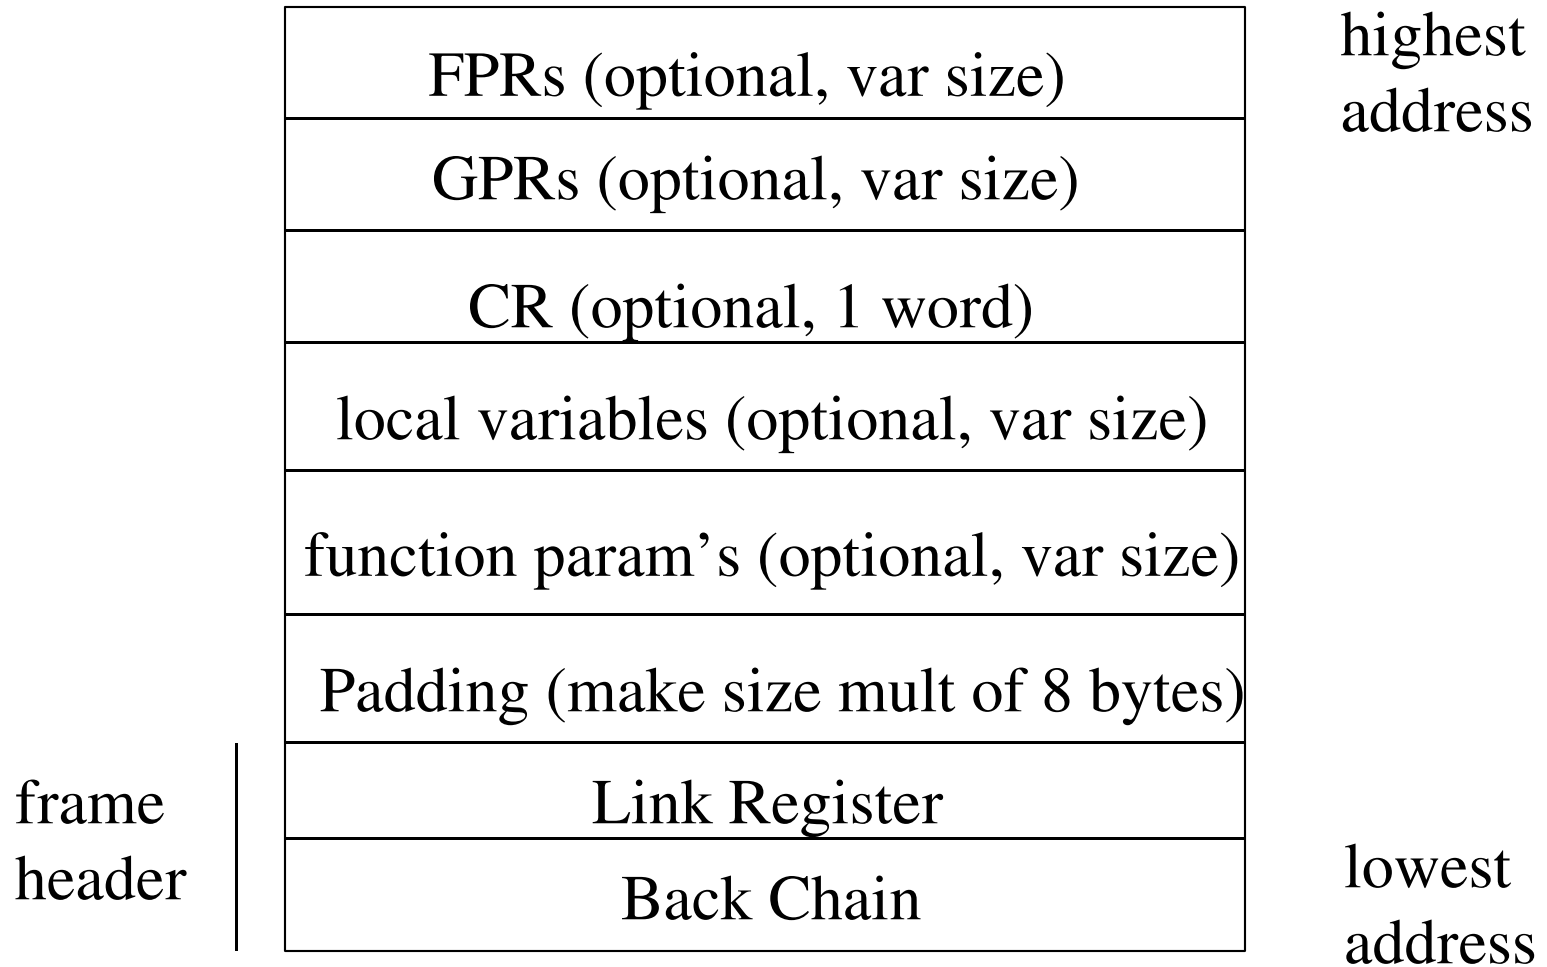 highest
address
FPRs (optional, var size)
GPRs (optional, var size)
CR (optional, 1 word)
local variables (optional, var size)
function param’s (optional, var size)
Padding (make size mult of 8 bytes)
frame
header
Link Register
Back Chain
lowest
address